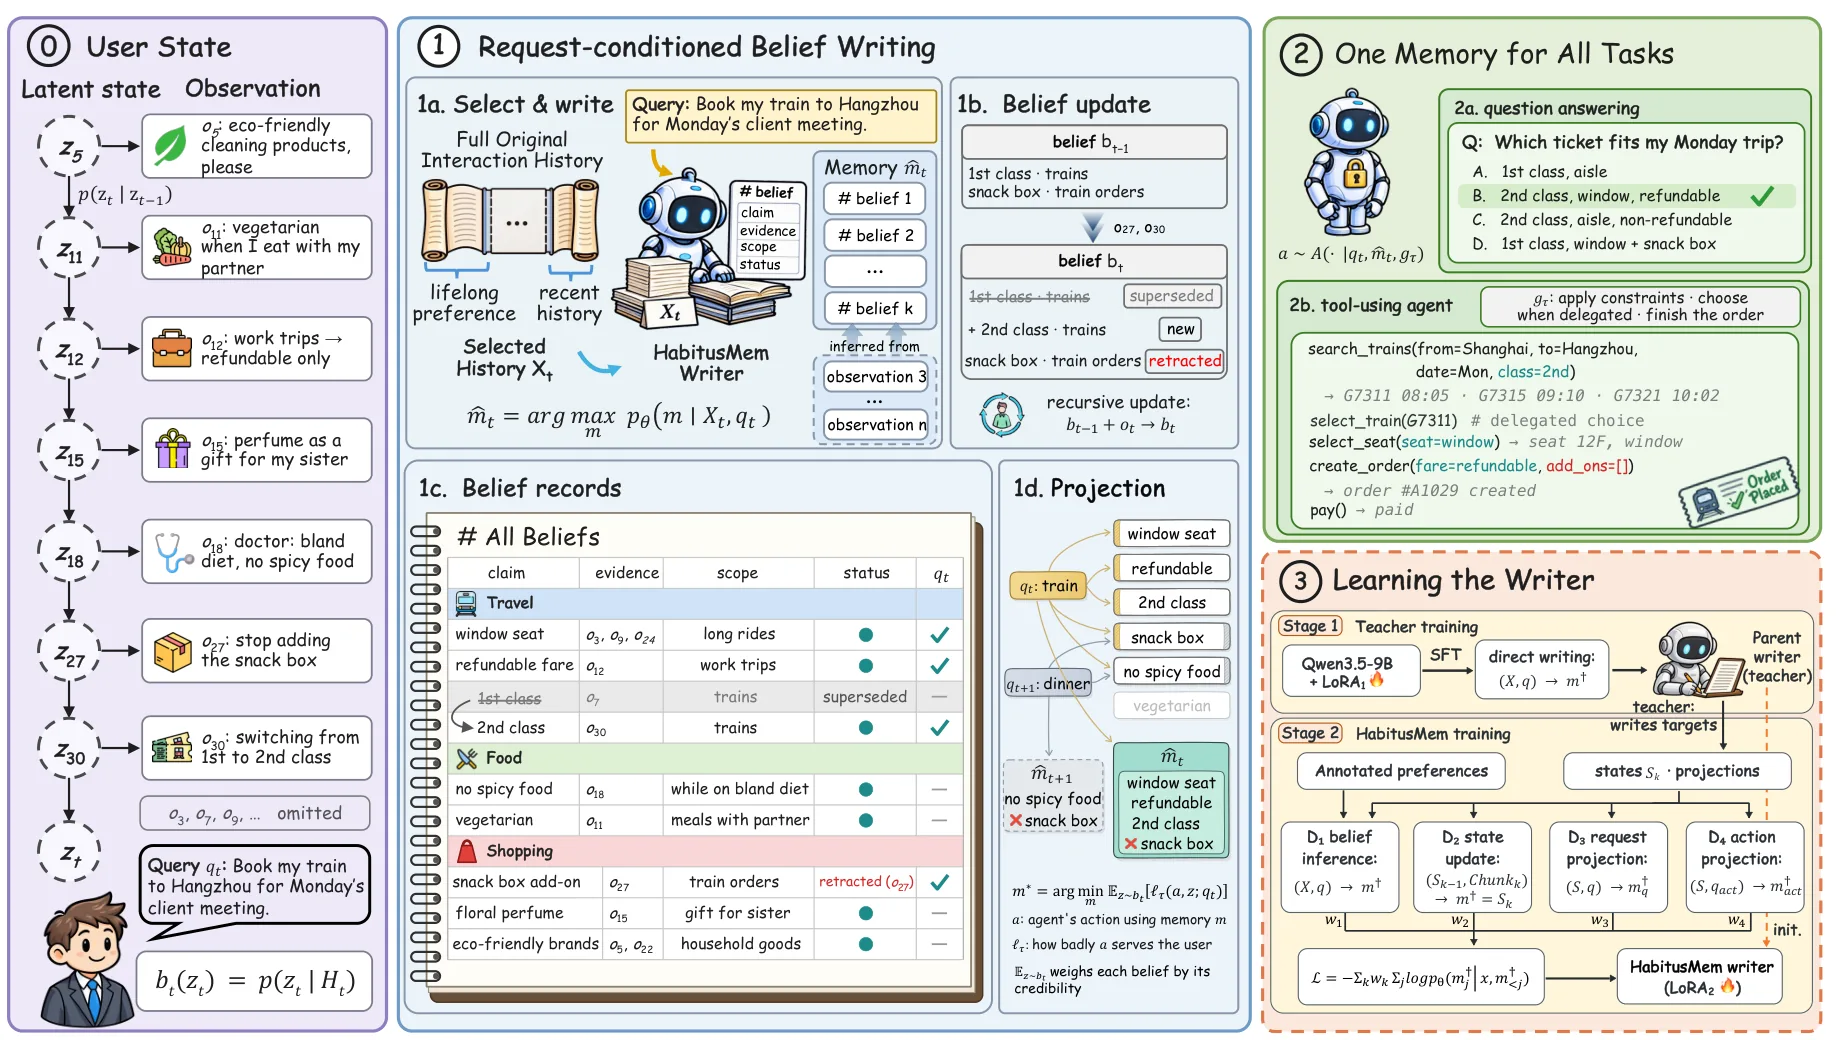 0 User State
Latent state Observation
z5
o5: eco-friendly
cleaning products,
please
p(zt | zt−1)
z11
o11: vegetarian
when I eat with my
partner
z12
o12: work trips →
refundable only
z15
o15: perfume as a
gift for my sister
z18
o18: doctor: bland
diet, no spicy food
z27
o27: stop adding
the snack box
z30
o30: switching from
1st to 2nd class
o3, o7, o9, … omitted
zt
Query qt: Book my train
to Hangzhou for Monday's
client meeting.
bt(zt) = p(zt | Ht)
1 Request-conditioned Belief Writing
1a. Select & write
Query: Book my train to Hangzhou
for Monday's client meeting.
Full Original
Interaction History
...
lifelong
preference
recent
history
Selected
History Xt
Xt
HabitusMem
Writer
# belief
claim
evidence
scope
status
Memory m̂t
# belief 1
# belief 2
...
# belief k
inferred from
observation 3
...
observation n
m̂t = arg max pθ(m | Xt, qt)
m
1b. Belief update
belief bt−1
1st class · trains
snack box · train orders
o27, o30
belief bt
1st class · trains superseded
+ 2nd class · trains new
snack box · train orders retracted
recursive update:
bt−1 + ot → bt
1c. Belief records
# All Beliefs
claim evidence scope status qt
Travel
window seat o3, o9, o24 long rides ● ✓
refundable fare o12 work trips ● ✓
1st class o7 trains superseded —
2nd class o30 trains ● ✓
Food
no spicy food o18 while on bland diet ● —
vegetarian o11 meals with partner ● —
Shopping
snack box add-on o27 train orders retracted (o27) ✓
floral perfume o15 gift for sister ● —
eco-friendly brands o5, o22 household goods ● —
1d. Projection
qt: train
qt+1: dinner
window seat
refundable
2nd class
snack box
no spicy food
vegetarian
m̂t+1
no spicy food
❌ snack box
m̂t
window seat
refundable
2nd class
❌ snack box
m* = arg min 𝔼z~bt[ℓτ(a, z; qt)]
m
a: agent's action using memory m
ℓτ: how badly a serves the user
𝔼z~bt weighs each belief by its
credibility
2 One Memory for All Tasks
a ~ A(· |qt, m̂t, gτ)
2a. question answering
Q: Which ticket fits my Monday trip?
A. 1st class, aisle
B. 2nd class, window, refundable ✓
C. 2nd class, aisle, non-refundable
D. 1st class, window + snack box
2b. tool-using agent
gτ: apply constraints · choose
when delegated · finish the order
search_trains(from=Shanghai, to=Hangzhou,
date=Mon, class=2nd)
→ G7311 08:05 · G7315 09:10 · G7321 10:02
select_train(G7311) # delegated choice
select_seat(seat=window) → seat 12F, window
create_order(fare=refundable, add_ons=[])
→ order #A1029 created
pay() → paid
Order
Placed
3 Learning the Writer
Stage 1 Teacher training
Qwen3.5-9B
+ LoRA1
SFT
direct writing:
(X, q) → m†
Parent
writer
(teacher)
teacher:
writes targets
Stage 2 HabitusMem training
Annotated preferences
states Sk · projections
D1 belief
inference:
(X, q) → m†
D2 state
update:
(Sk−1, Chunkk)
→ m† = Sk
D3 request
projection:
(S, q) → m†q
D4 action
projection:
(S, qact) → m†act
w1 w2 w3 w4
init.
ℒ = −Σk wk Σj log pθ(m†j | x, m†<j)
HabitusMem writer
(LoRA2)